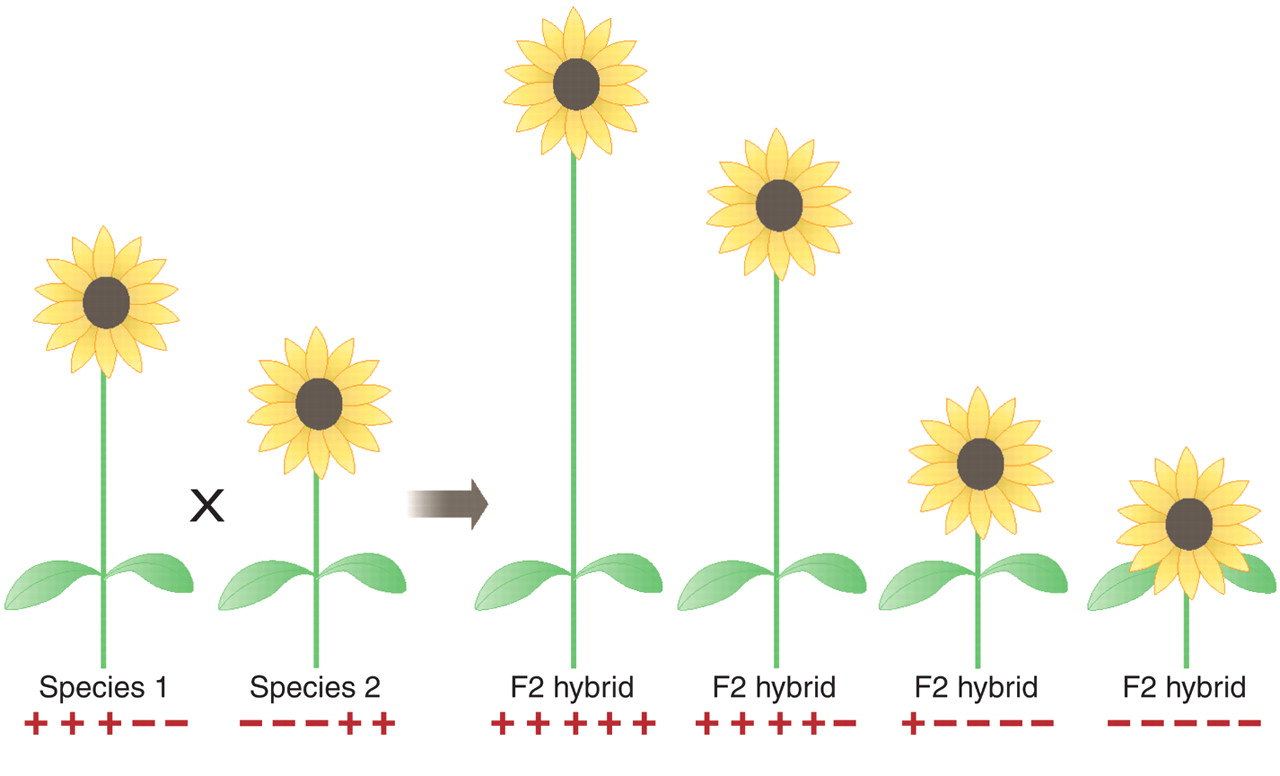 X
Species 1
+ + + − −
Species 2
− − − + +
F2 hybrid
+ + + + +
F2 hybrid
+ + + + −
F2 hybrid
+ − − − −
F2 hybrid
− − − − −